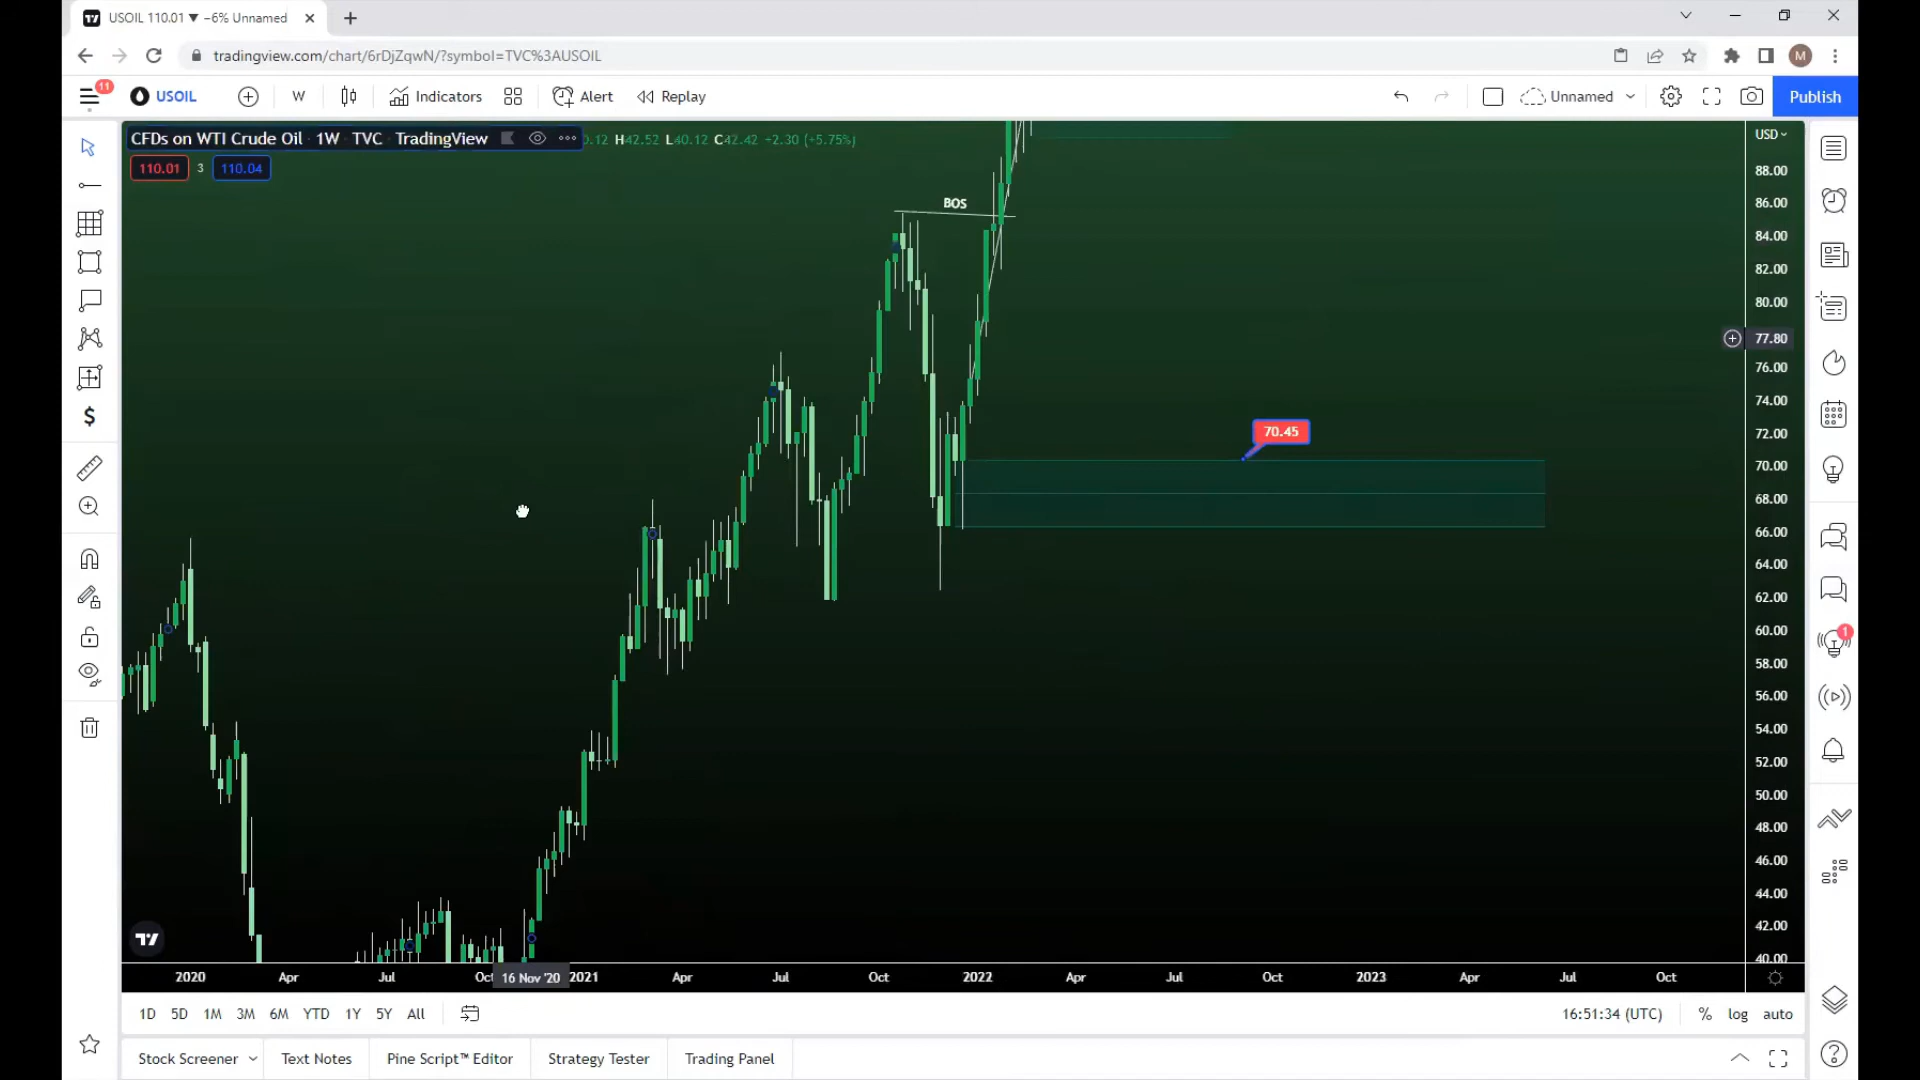 USOIL 110.01 ▼ −6% Unnamed
tradingview.com/chart/6rDjZqwN/?symbol=TVC%3AUSOIL
M
11
USOIL W Indicators Alert Replay Unnamed Publish
CFDs on WTI Crude Oil 1W TVC TradingView 0.12 H42.52 L40.12 C42.42 +2.30 (+5.75%)
USD
110.01 3 110.04
88.00
BOS
86.00
84.00
82.00
80.00
77.80
76.00
74.00
70.45
72.00
70.00
68.00
66.00
64.00
62.00
60.00
1
58.00
56.00
54.00
52.00
50.00
48.00
46.00
44.00
42.00
40.00
2020 Apr Jul Oct 16 Nov '20 2021 Apr Jul Oct 2022 Apr Jul Oct 2023 Apr Jul Oct
1D 5D 1M 3M 6M YTD 1Y 5Y All 16:51:34 (UTC) % log auto
Stock Screener Text Notes Pine Script™ Editor Strategy Tester Trading Panel